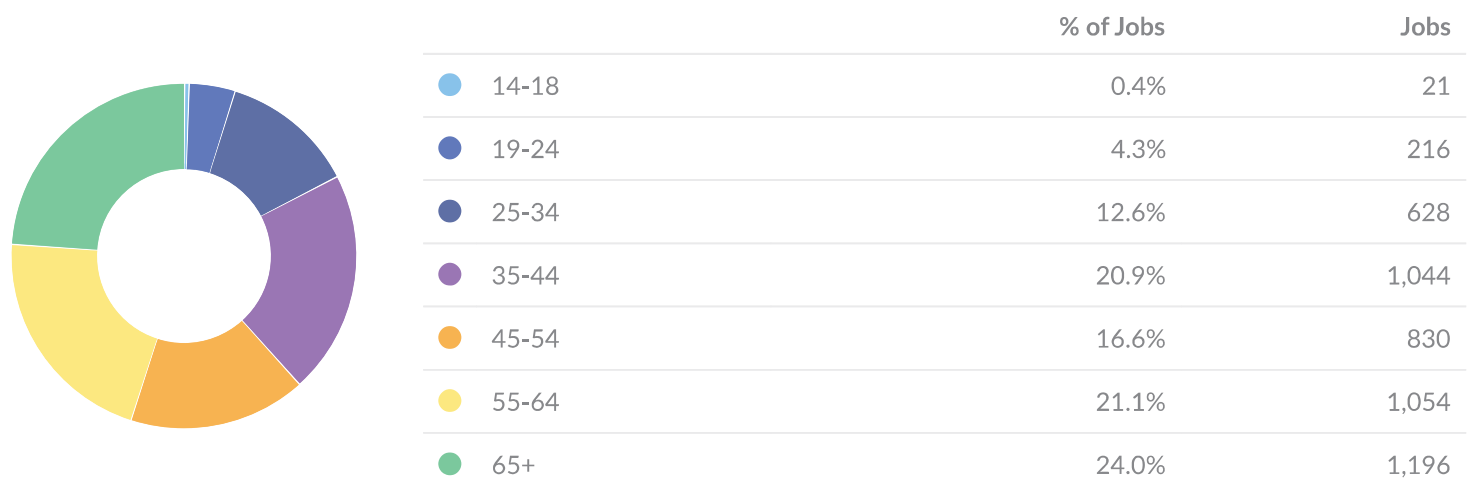 % of Jobs Jobs
14-18 0.4% 21
19-24 4.3% 216
25-34 12.6% 628
35-44 20.9% 1,044
45-54 16.6% 830
55-64 21.1% 1,054
65+ 24.0% 1,196